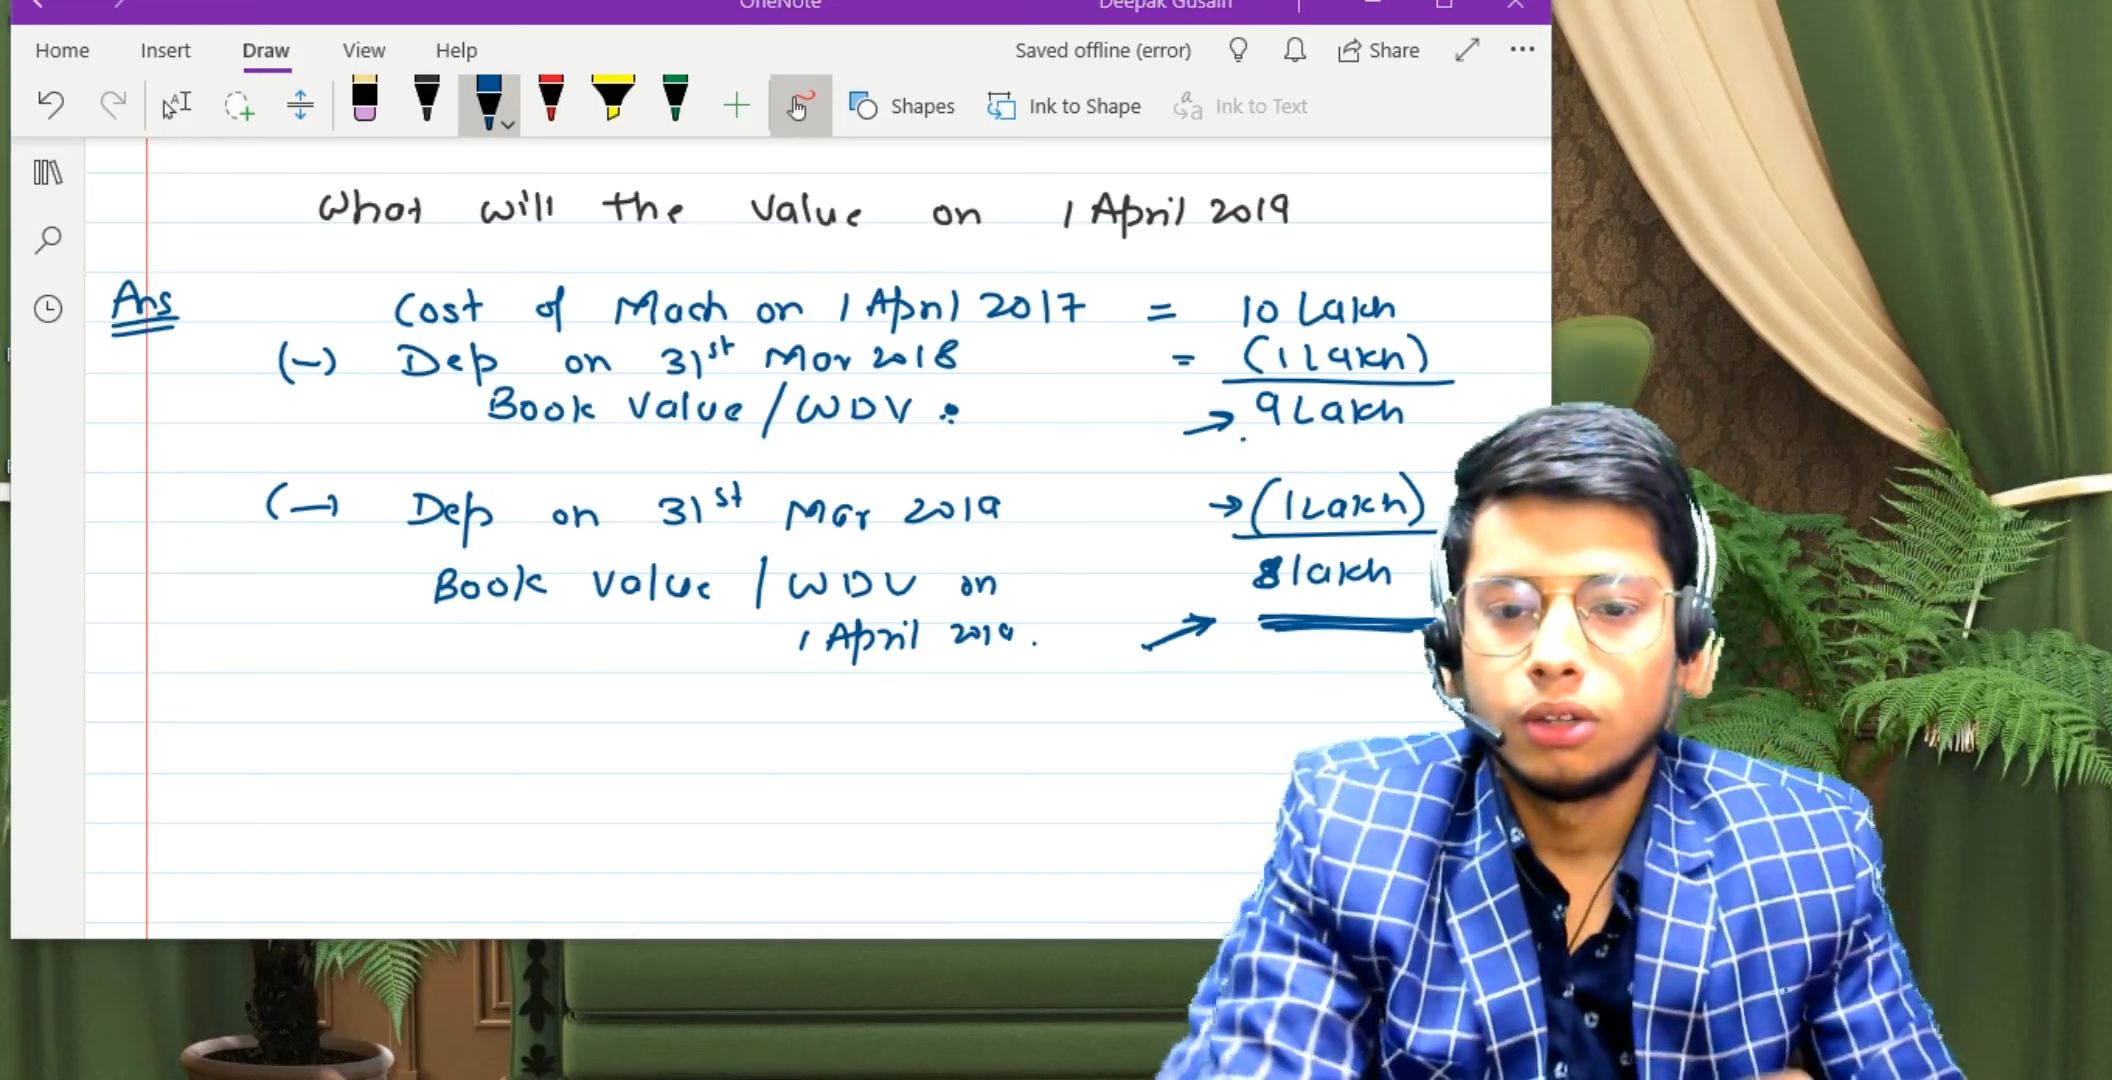 OneNote
Deepak Gusain
Home Insert Draw View Help Saved offline (error) Share
Shapes Ink to Shape Ink to Text
What will the value on 1 April 2019
Ans Cost of Mach on 1 April 2017 = 10 Lakh
(-) Dep on 31st Mar 2018 = (1 Lakh)
Book Value / WDV 9 Lakh
(-) Dep on 31st Mar 2019 → (1 Lakh)
Book value / WDV on 8 lakh
1 April 2019.